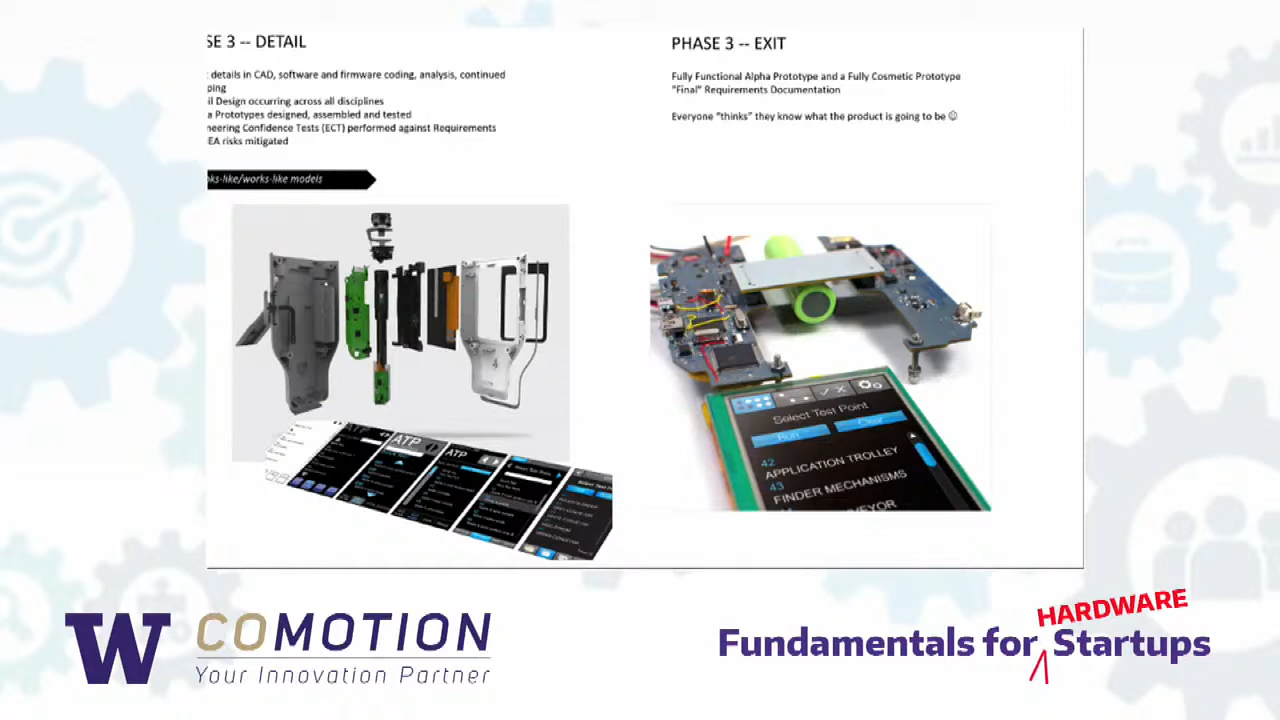 SE 3 -- DETAIL
details in CAD, software and firmware coding, analysis, continued
ping
il Design occurring across all disciplines
a Prototypes designed, assembled and tested
neering Confidence Tests (ECT) performed against Requirements
EA risks mitigated
oks-like/works-like models
ATP
ATP
PHASE 3 -- EXIT
Fully Functional Alpha Prototype and a Fully Cosmetic Prototype
"Final" Requirements Documentation
Everyone "thinks" they know what the product is going to be ☺
Select Test Point
Run Clear
42
APPLICATION TROLLEY
43
FINDER MECHANISMS
VEYOR
W COMOTION
Your Innovation Partner
HARDWARE
Fundamentals for Startups